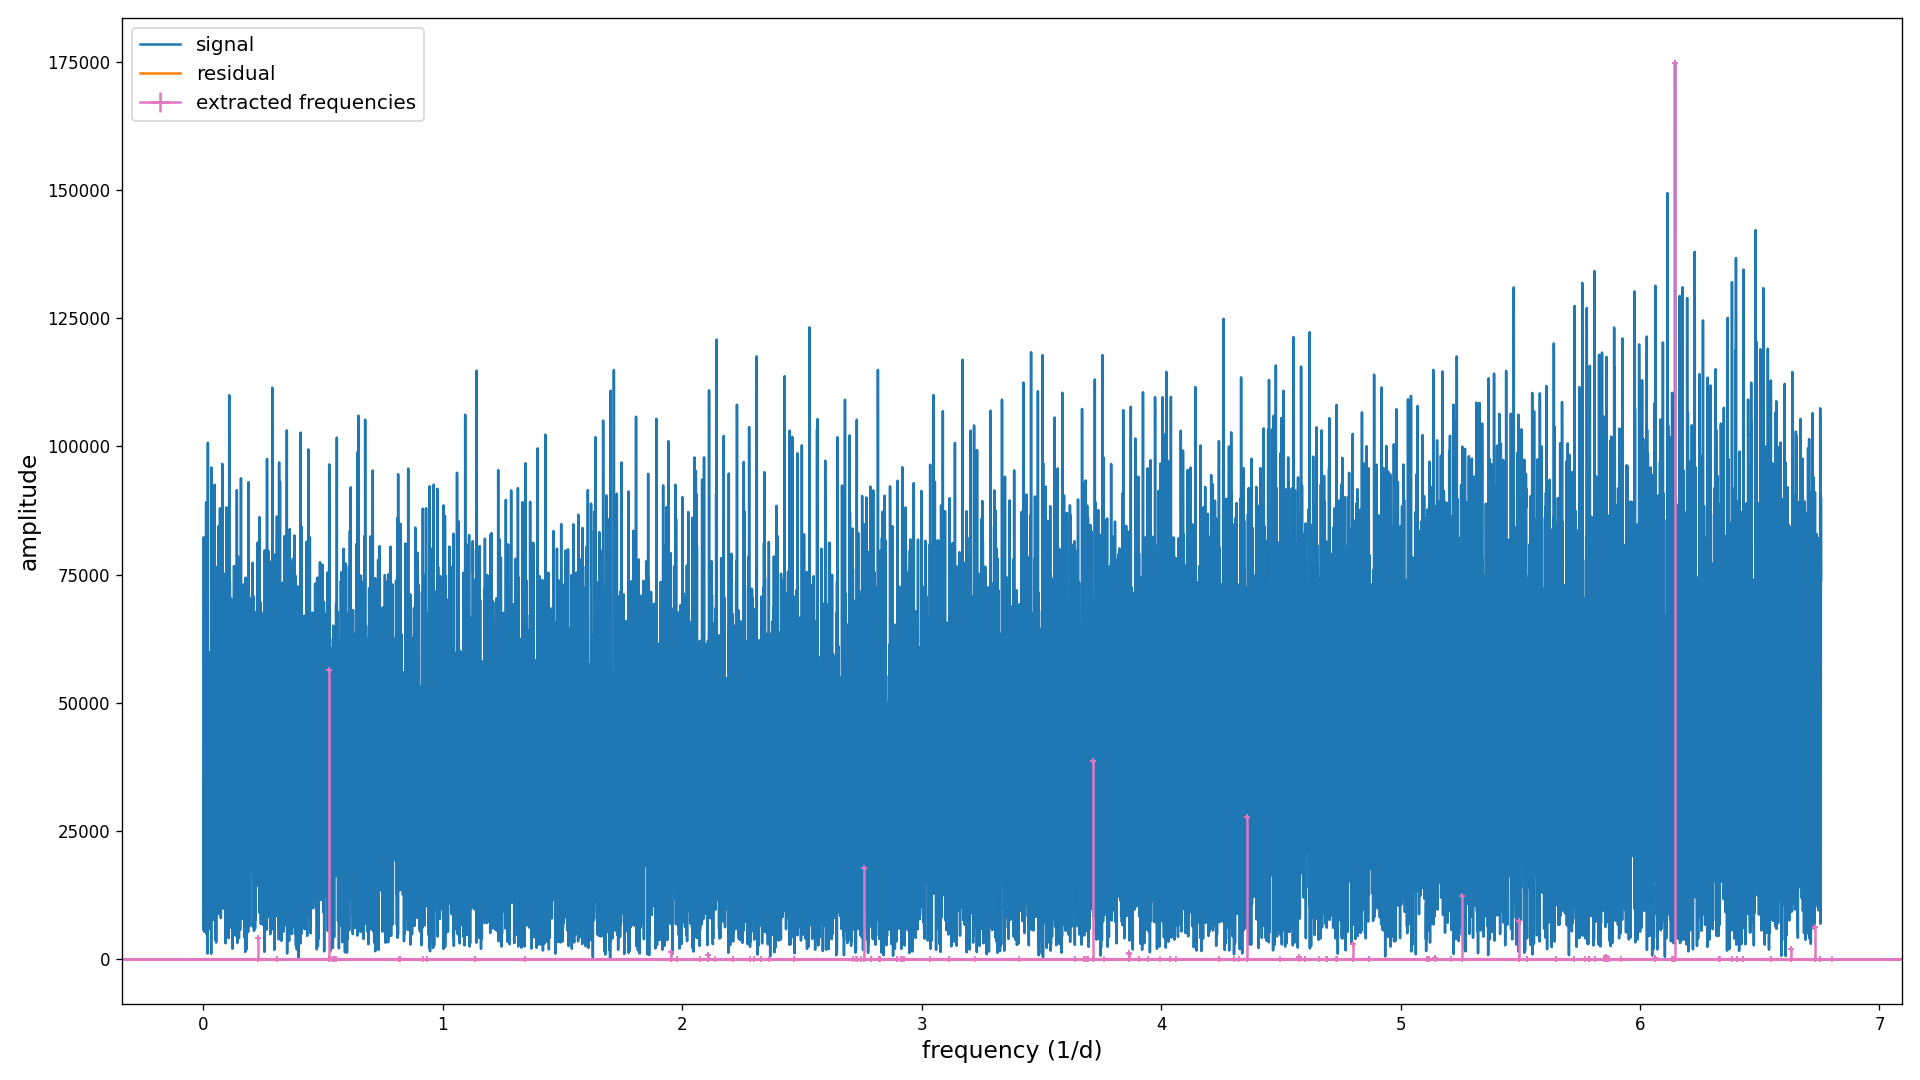 signal
residual
extracted frequencies
175000
150000
125000
100000
75000
50000
25000
0
amplitude
0 1 2 3 4 5 6 7
frequency (1/d)